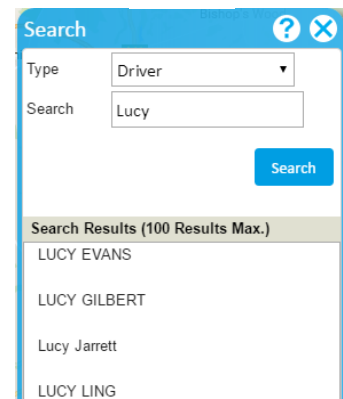 Bishop's W
Search ?
Type Driver
Search Lucy
Search
Search Results (100 Results Max.)
LUCY EVANS
LUCY GILBERT
Lucy Jarrett
LUCY LING